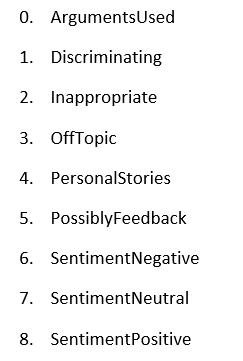 0. ArgumentsUsed
1. Discriminating
2. Inappropriate
3. OffTopic
4. PersonalStories
5. PossiblyFeedback
6. SentimentNegative
7. SentimentNeutral
8. SentimentPositive